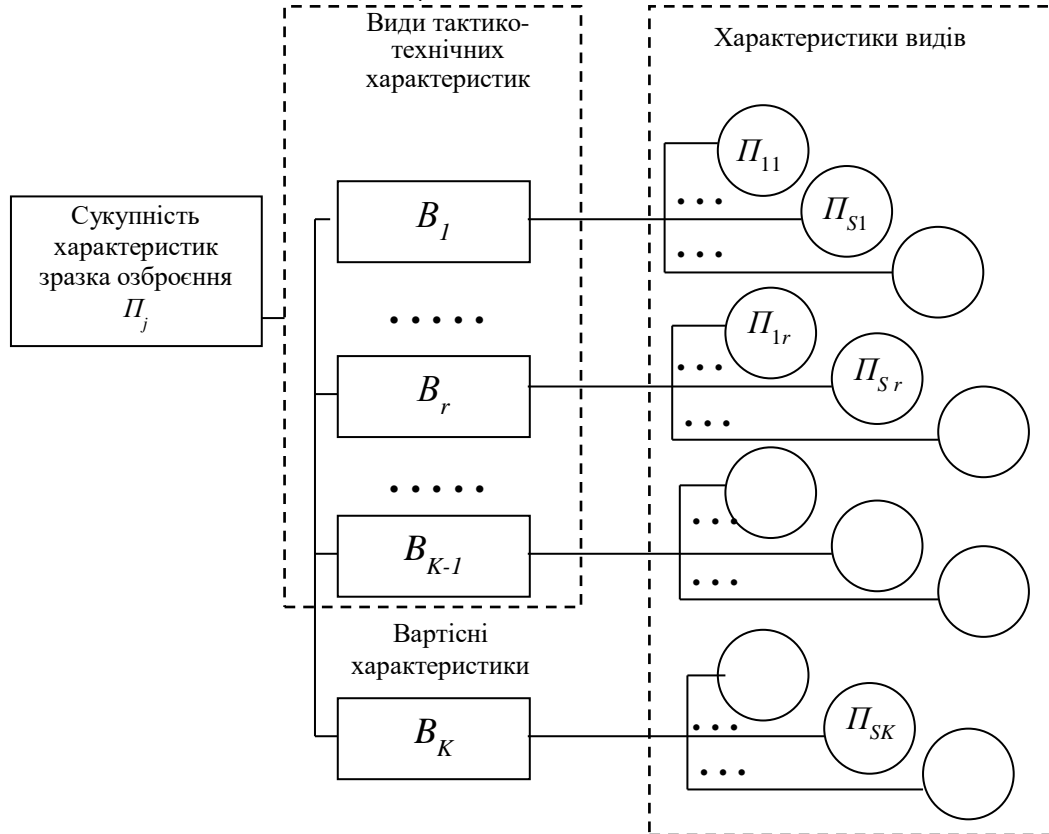 Види тактико-
технічних
характеристик
Характеристики видів
Сукупність
характеристик
зразка озброєння
П_j
B_1
П_11
. . .
П_S1
. . .
. . . . .
B_r
П_1r
. . .
П_S r
. . .
. . . . .
B_K-1
. . .
. . .
Вартісні
характеристики
B_K
. . .
П_SK
. . .